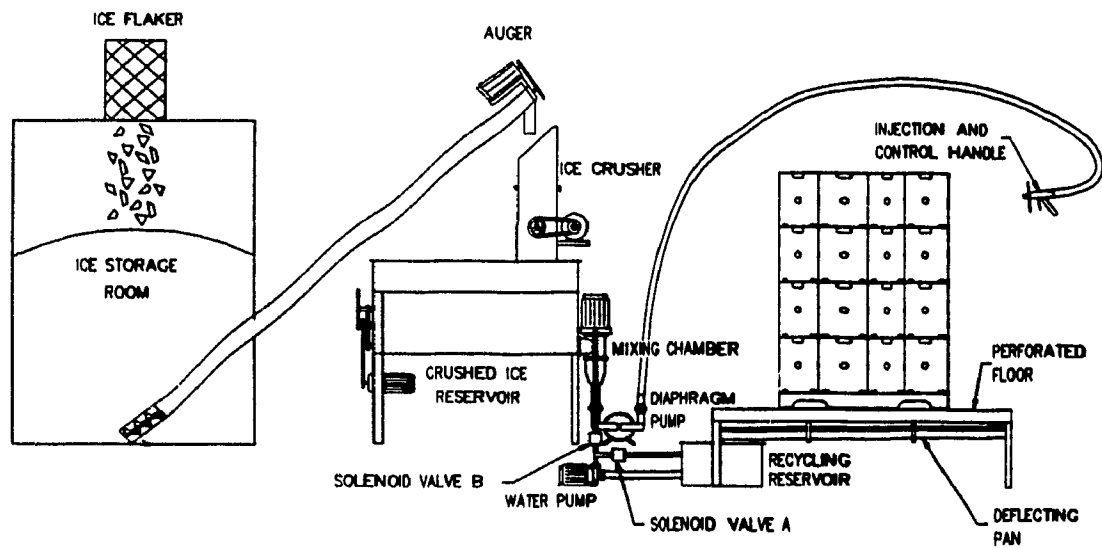 ICE FLAKER
AUGER
INJECTION AND
CONTROL HANDLE
ICE CRUSHER
ICE STORAGE
ROOM
MIXING CHAMBER
PERFORATED
FLOOR
CRUSHED ICE
RESERVOIR
DIAPHRAGM
PUMP
SOLENOID VALVE B
WATER PUMP
RECYCLING
RESERVOIR
SOLENOID VALVE A
DEFLECTING
PAN